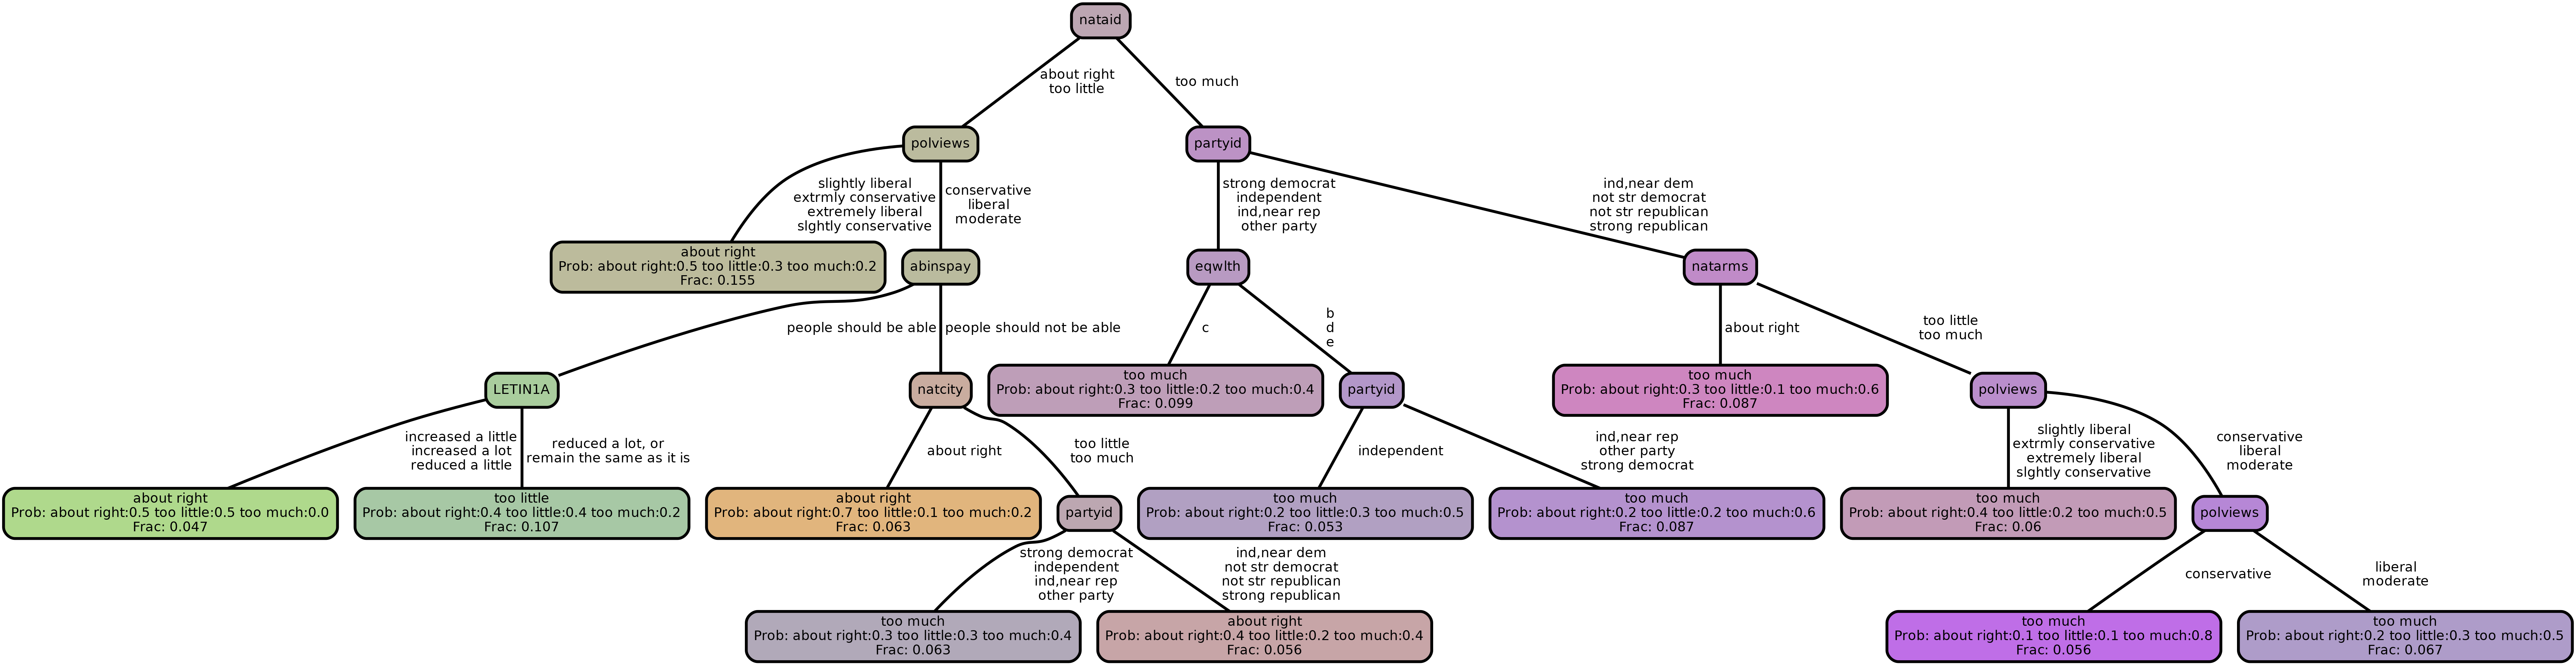 nataid
about right
too little
too much
polviews
partyid
slightly liberal
extrmly conservative
extremely liberal
slghtly conservative
conservative
liberal
moderate
strong democrat
independent
ind,near rep
other party
ind,near dem
not str democrat
not str republican
strong republican
about right
Prob: about right:0.5 too little:0.3 too much:0.2
Frac: 0.155
abinspay
eqwlth
natarms
people should be able
people should not be able
c
b
d
e
about right
too little
too much
LETIN1A
natcity
too much
Prob: about right:0.3 too little:0.2 too much:0.4
Frac: 0.099
partyid
too much
Prob: about right:0.3 too little:0.1 too much:0.6
Frac: 0.087
polviews
increased a little
increased a lot
reduced a little
reduced a lot, or
remain the same as it is
about right
too little
too much
independent
ind,near rep
other party
strong democrat
slightly liberal
extrmly conservative
extremely liberal
slghtly conservative
conservative
liberal
moderate
about right
Prob: about right:0.5 too little:0.5 too much:0.0
Frac: 0.047
too little
Prob: about right:0.4 too little:0.4 too much:0.2
Frac: 0.107
about right
Prob: about right:0.7 too little:0.1 too much:0.2
Frac: 0.063
partyid
too much
Prob: about right:0.2 too little:0.3 too much:0.5
Frac: 0.053
too much
Prob: about right:0.2 too little:0.2 too much:0.6
Frac: 0.087
too much
Prob: about right:0.4 too little:0.2 too much:0.5
Frac: 0.06
polviews
strong democrat
independent
ind,near rep
other party
ind,near dem
not str democrat
not str republican
strong republican
conservative
liberal
moderate
too much
Prob: about right:0.3 too little:0.3 too much:0.4
Frac: 0.063
about right
Prob: about right:0.4 too little:0.2 too much:0.4
Frac: 0.056
too much
Prob: about right:0.1 too little:0.1 too much:0.8
Frac: 0.056
too much
Prob: about right:0.2 too little:0.3 too much:0.5
Frac: 0.067